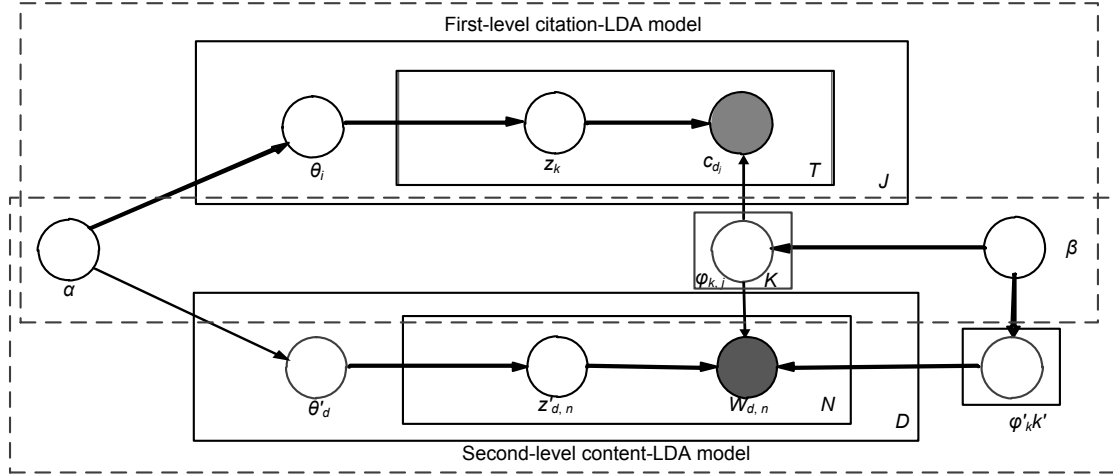 First-level citation-LDA model
θi
zk
cdj
T
J
α
φk, j
K
β
θ'd
z'd, n
Wd, n
N
D
φ'kk'
Second-level content-LDA model